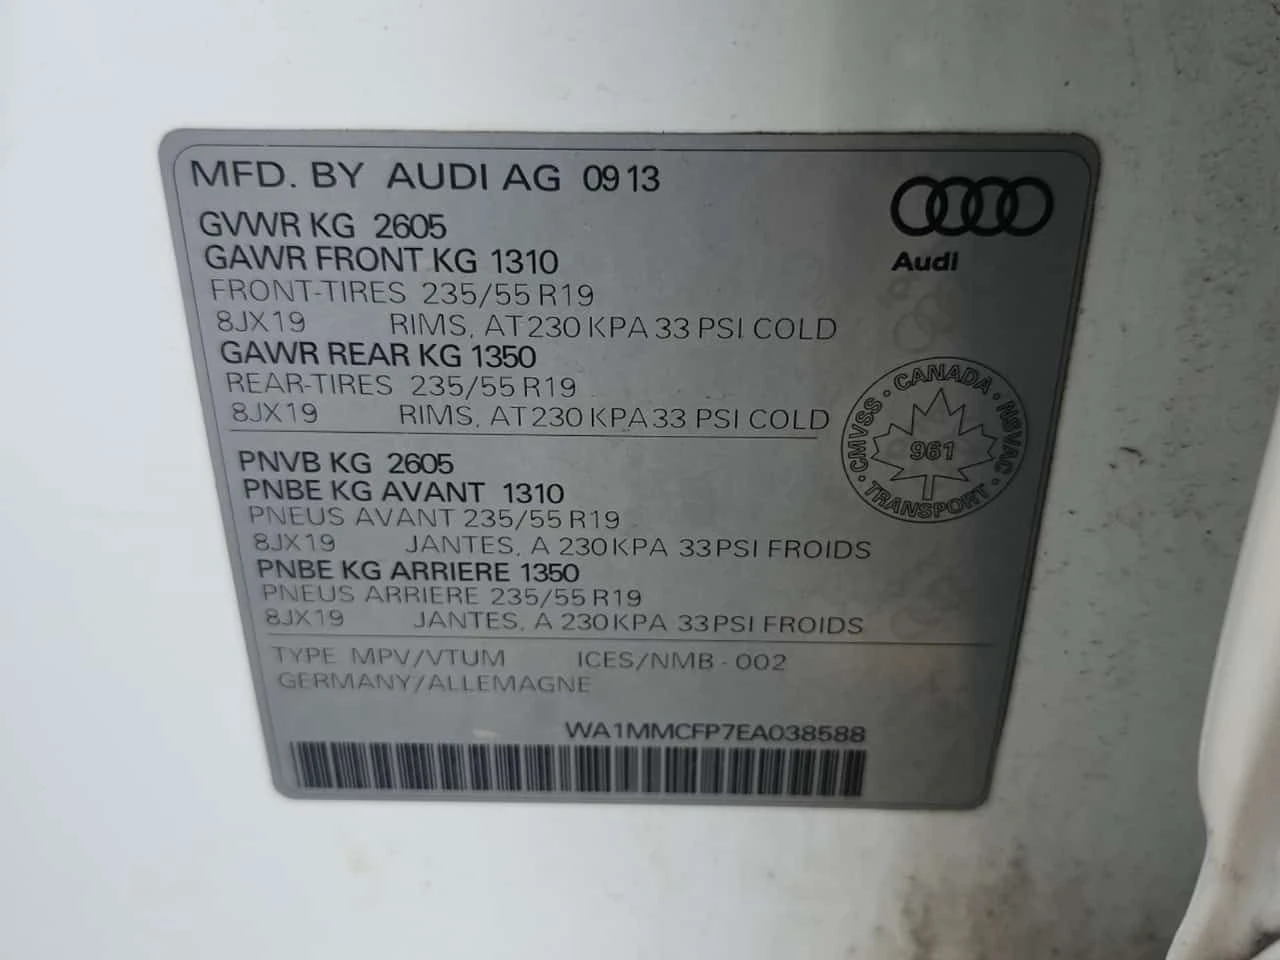 MFD. BY AUDI AG 09 13
Audi
GVWR KG 2605
GAWR FRONT KG 1310
FRONT-TIRES 235/55 R19
8JX19 RIMS, AT 230 KPA 33 PSI COLD
GAWR REAR KG 1350
REAR-TIRES 235/55 R19
8JX19 RIMS, AT 230 KPA 33 PSI COLD
CMVSS · CANADA · NSVAC · TRANSPORT ·
961
PNVB KG 2605
PNBE KG AVANT 1310
PNEUS AVANT 235/55 R19
8JX19 JANTES, A 230 KPA 33PSI FROIDS
PNBE KG ARRIERE 1350
PNEUS ARRIERE 235/55 R19
8JX19 JANTES, A 230 KPA 33PSI FROIDS
TYPE MPV/VTUM ICES/NMB - 002
GERMANY/ALLEMAGNE
WA1MMCFP7EA038588